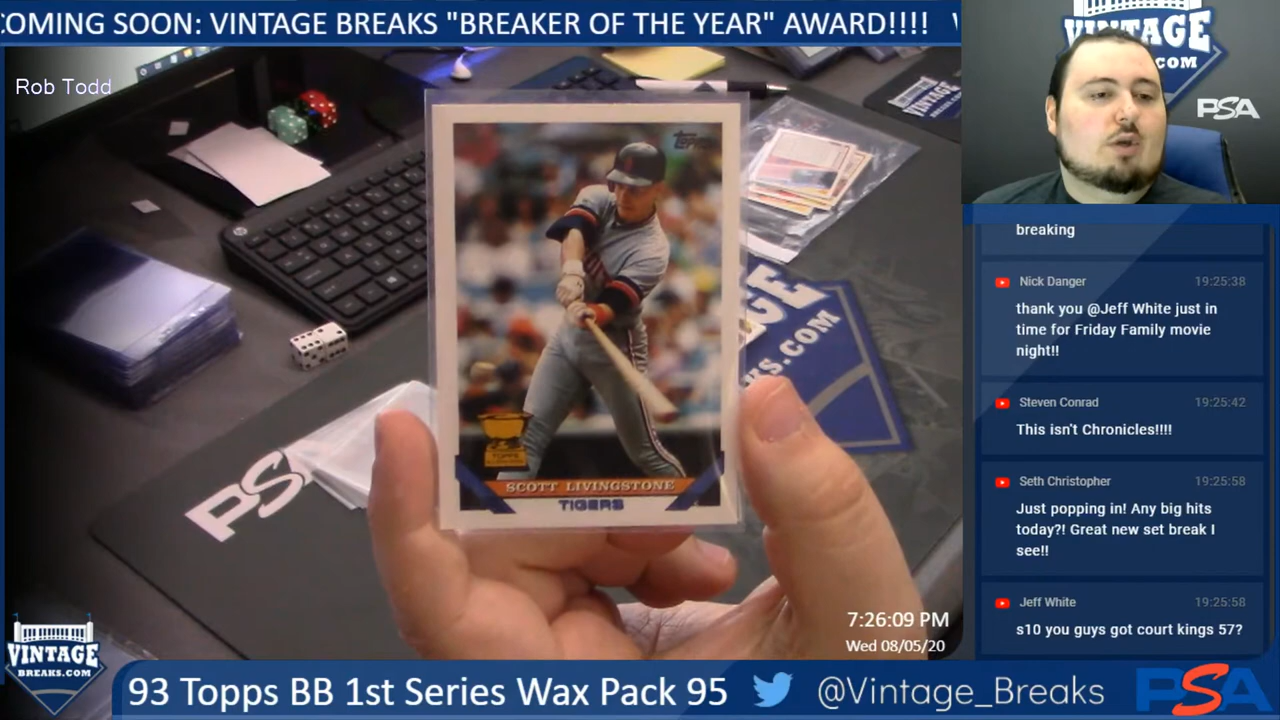 COMING SOON: VINTAGE BREAKS "BREAKER OF THE YEAR" AWARD!!!!
Rob Todd
VINTAGE
.COM
PSA
Topps
TOPPS
SCOTT LIVINGSTONE
TIGERS
PSA
VINTAGE
.COM
breaking
Nick Danger 19:25:38
thank you @Jeff White just in
time for Friday Family movie
night!!
Steven Conrad 19:25:42
This isn't Chronicles!!!!
Seth Christopher 19:25:58
Just popping in! Any big hits
today?! Great new set break I
see!!
Jeff White 19:25:58
s10 you guys got court kings 57?
7:26:09 PM
Wed 08/05/20
VINTAGE
BREAKS.COM
93 Topps BB 1st Series Wax Pack 95
@Vintage_Breaks
PSA